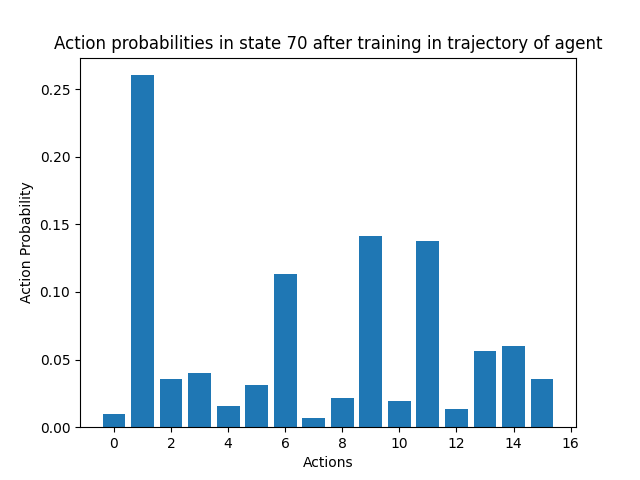 Action probabilities in state 70 after training in trajectory of agent
0.25
0.20
0.15
0.10
0.05
0.00
Action Probability
0 2 4 6 8 10 12 14 16
Actions